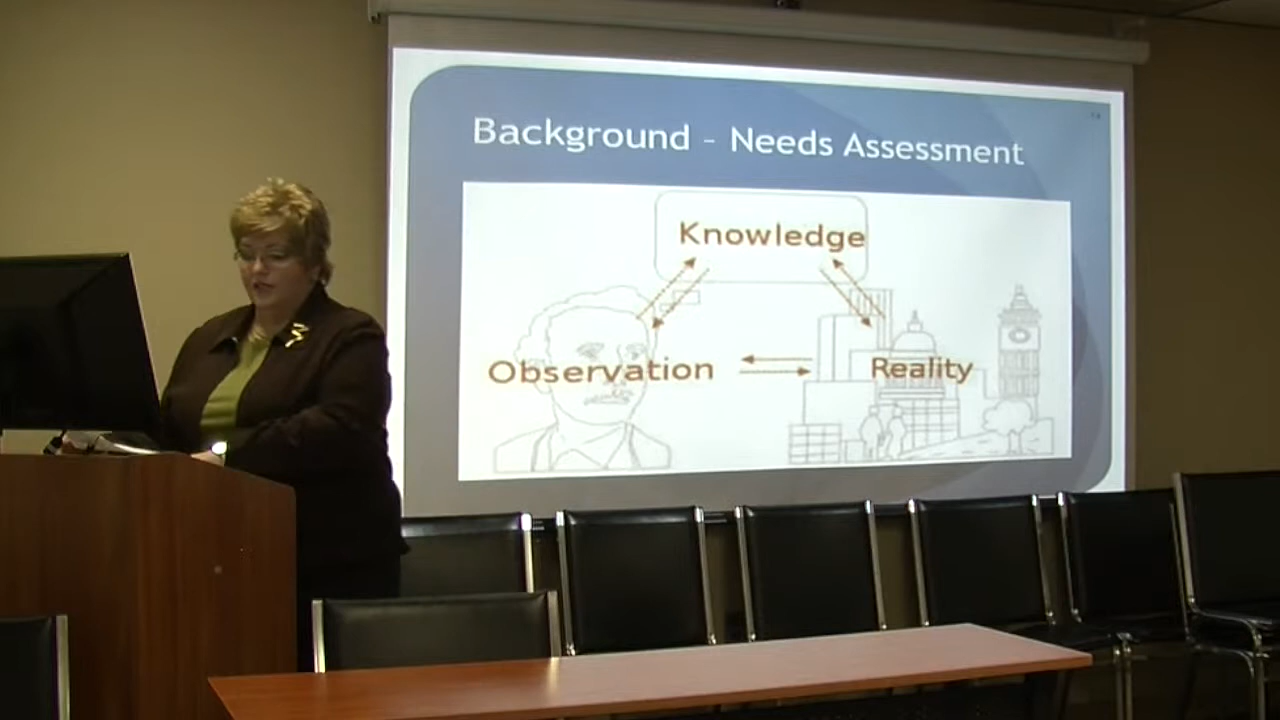 Background – Needs Assessment
Knowledge
Observation
Reality